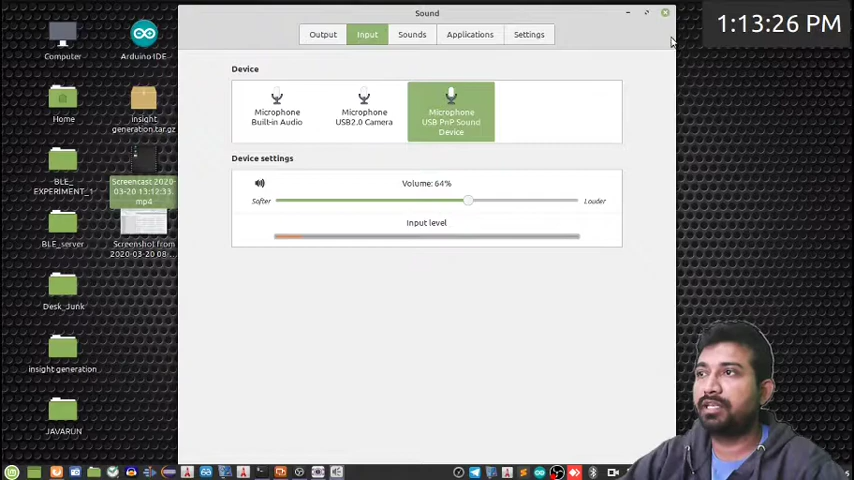 Sound
1:13:26 PM
Output
Input
Sounds
Applications
Settings
Computer
Arduino IDE
Device
Microphone
Built-in Audio
Microphone
USB2.0 Camera
Microphone
USB PnP Sound
Device
Home
insight
generation.tar.gz
Device settings
Volume: 64%
Softer
Louder
Input level
BLE_
EXPERIMENT_1
Screencast 2020-
03-20 13:12:33.
mp4
BLE_server
Screenshot from
2020-03-20 08-...
Desk_Junk
insight generation
JAVARUN